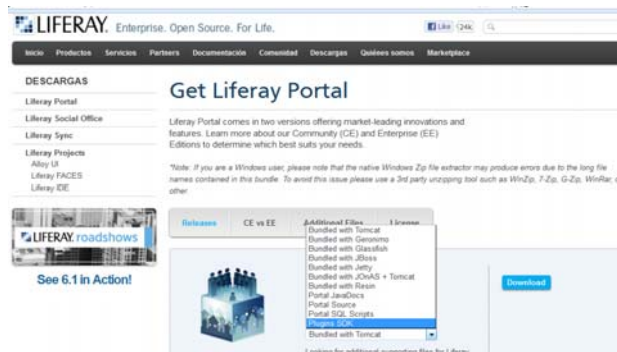 LIFERAY. Enterprise. Open Source. For Life.
Like 24k
Inicio Productos Servicios Partners Documentación Comunidad Descargas Quiénes somos Marketplace
DESCARGAS
Liferay Portal
Liferay Social Office
Liferay Sync
Liferay Projects
Alloy UI
Liferay FACES
Liferay IDE
LIFERAY. roadshows
See 6.1 in Action!
Get Liferay Portal
Liferay Portal comes in two versions offering market-leading innovations and
features. Learn more about our Community (CE) and Enterprise (EE)
Editions to determine which best suits your needs.
*Note: If you are a Windows user, please note that the native Windows Zip file extractor may produce errors due to the long file
names contained in this bundle. To avoid this issue please use a 3rd party unzipping tool such as WinZip, 7-Zip, G-Zip, WinRar, o
other.
Releases CE vs EE Additional Files License
Bundled with Tomcat
Bundled with Geronimo
Bundled with Glassfish
Bundled with JBoss
Bundled with Jetty
Bundled with JOnAS + Tomcat
Bundled with Resin
Portal JavaDocs
Portal Source
Portal SQL Scripts
Plugins SDK
Bundled with Tomcat
Download
Looking for additional supporting files for Liferay